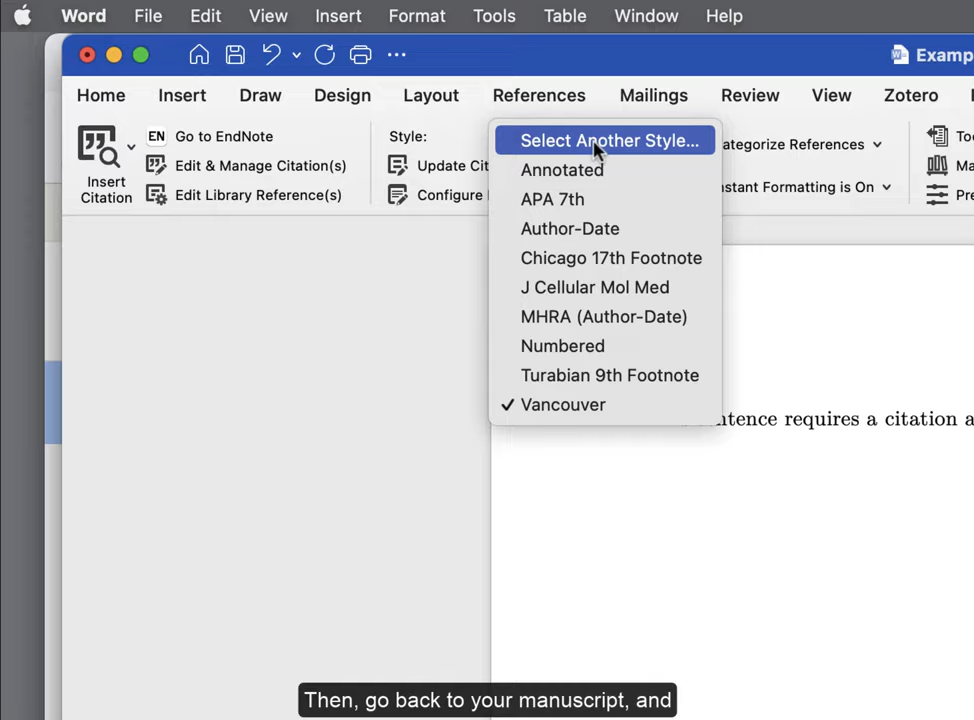 Word File Edit View Insert Format Tools Table Window Help
Examp
Home Insert Draw Design Layout References Mailings Review View Zotero
EN Go to EndNote
Edit & Manage Citation(s)
Edit Library Reference(s)
Insert
Citation
Style:
Update Cit
Configure
Select Another Style...
Annotated
APA 7th
Author-Date
Chicago 17th Footnote
J Cellular Mol Med
MHRA (Author-Date)
Numbered
Turabian 9th Footnote
✓ Vancouver
ategorize References
nstant Formatting is On
Too
Ma
Pre
ntence requires a citation a
Then, go back to your manuscript, and